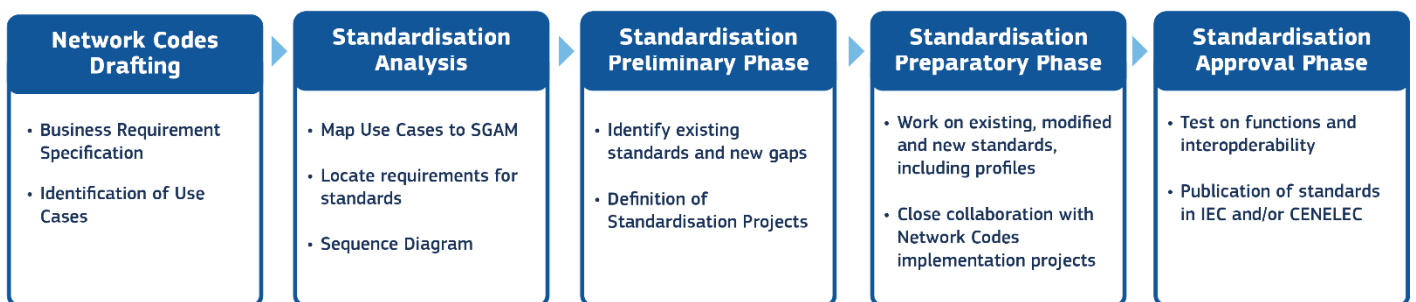 Network Codes
Drafting
• Business Requirement
Specification
• Identification of Use
Cases
Standardisation
Analysis
• Map Use Cases to SGAM
• Locate requirements for
standards
• Sequence Diagram
Standardisation
Preliminary Phase
• Identify existing
standards and new gaps
• Definition of
Standardisation Projects
Standardisation
Preparatory Phase
• Work on existing, modified
and new standards,
including profiles
• Close collaboration with
Network Codes
implementation projects
Standardisation
Approval Phase
• Test on functions and
interopderability
• Publication of standards
in IEC and/or CENELEC